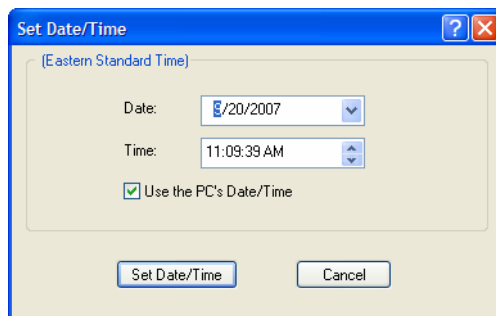 Set Date/Time
(Eastern Standard Time)
Date: 9/20/2007
Time: 11:09:39 AM
Use the PC's Date/Time
Set Date/Time Cancel